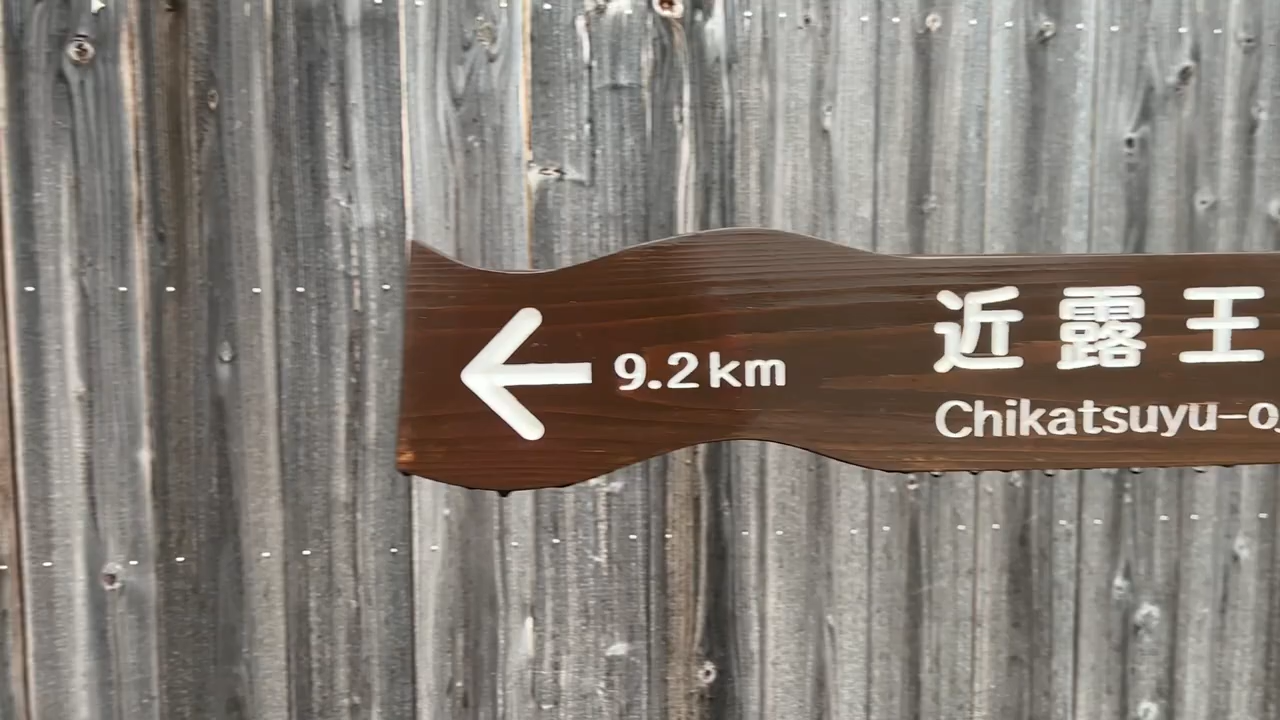 ← 9.2km
近露王
Chikatsuyu-o